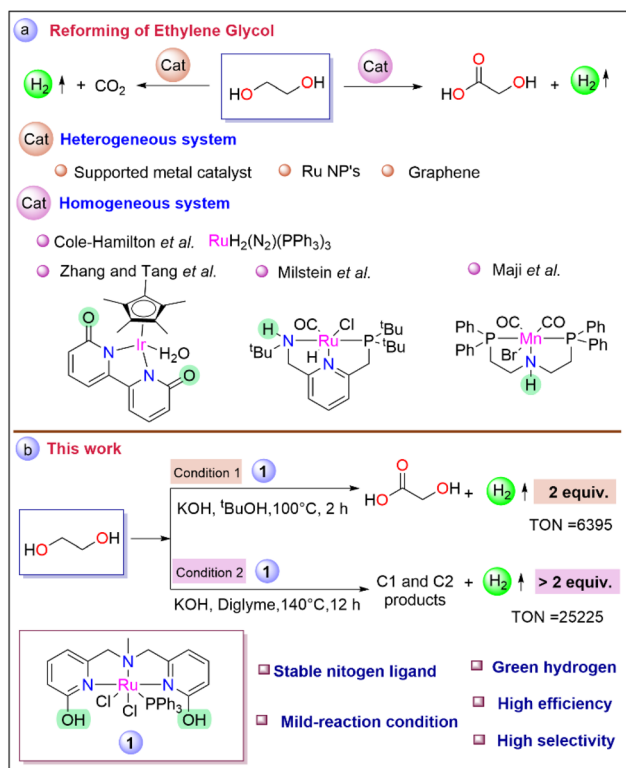 a Reforming of Ethylene Glycol
H₂ + CO₂
Cat
HO OH
Cat
O
HO OH + H₂
Cat Heterogeneous system
Supported metal catalyst Ru NP's Graphene
Cat Homogeneous system
Cole-Hamilton et al. RuH₂(N₂)(PPh₃)₃
Zhang and Tang et al. Milstein et al. Maji et al.
O N Ir H₂O N O
H N ᵗBu OC Cl Ru H N P ᵗBu ᵗBu
Ph P Ph OC CO Mn Br N H P Ph Ph
b This work
Condition 1 1
KOH, ᵗBuOH,100°C, 2 h
O
HO OH + H₂ 2 equiv.
TON =6395
HO OH
Condition 2 1
KOH, Diglyme,140°C,12 h
C1 and C2 products + H₂ > 2 equiv.
TON =25225
N N Ru N
Cl Cl PPh₃
OH OH
1
Stable nitogen ligand
Mild-reaction condition
Green hydrogen
High efficiency
High selectivity